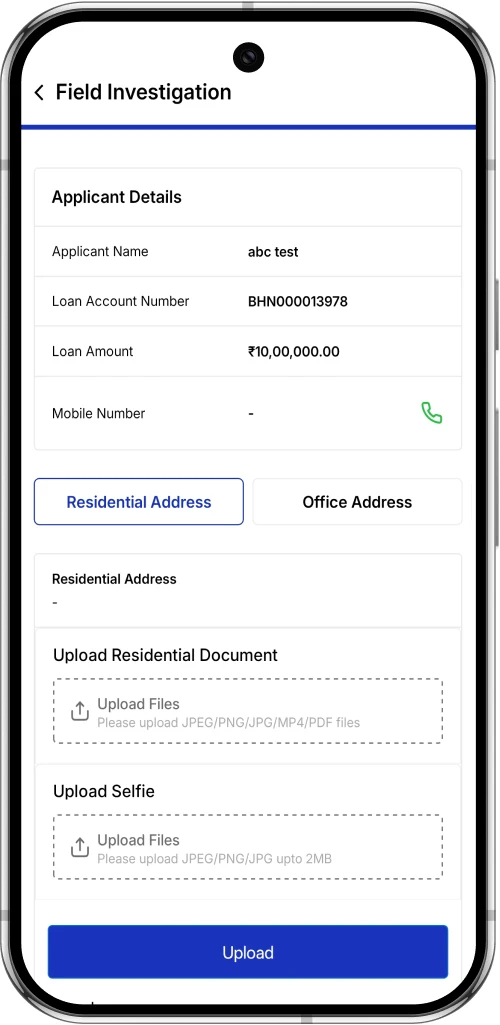 Field Investigation
Applicant Details
Applicant Name abc test
Loan Account Number BHN000013978
Loan Amount ₹10,00,000.00
Mobile Number -
Residential Address Office Address
Residential Address
-
Upload Residential Document
Upload Files
Please upload JPEG/PNG/JPG/MP4/PDF files
Upload Selfie
Upload Files
Please upload JPEG/PNG/JPG upto 2MB
Upload